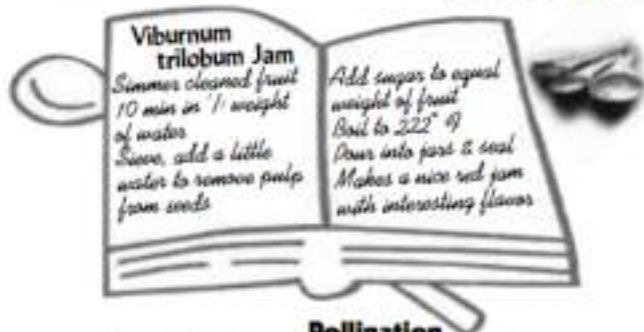 Viburnum
trilobum Jam
Simmer cleaned fruit
10 min in weight
of water
Sieve, add a little
water to remove pulp
from seeds
Add sugar to equal
weight of fruit
Boil to 222° F
Pour into jars & seal
Makes a nice red jam
with interesting flavor
Pollination